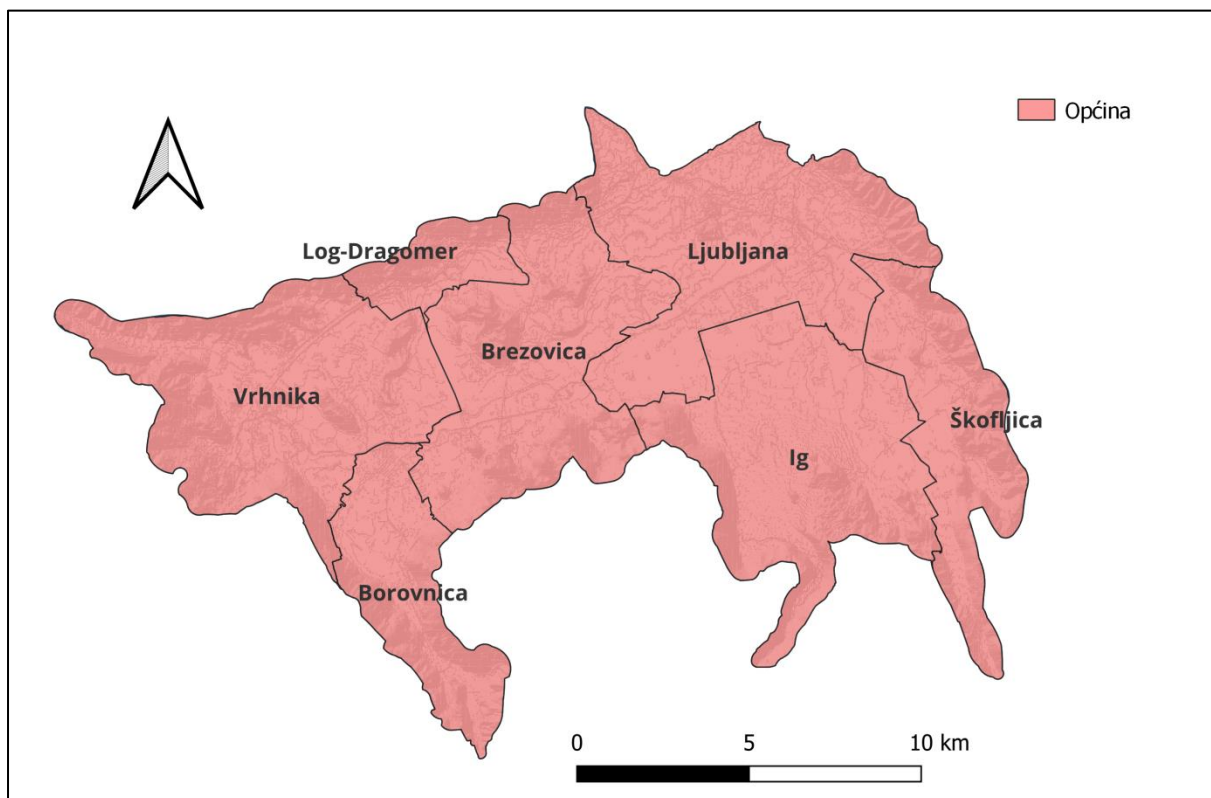 Općina
Log-Dragomer
Ljubljana
Brezovica
Vrhnika
Škofljica
Ig
Borovnica
0 5 10 km